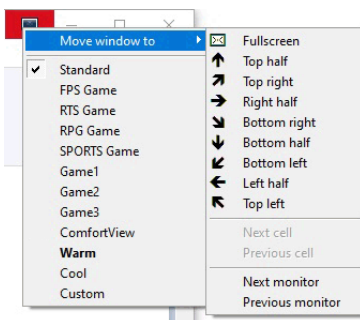 Move window to
Standard
FPS Game
RTS Game
RPG Game
SPORTS Game
Game1
Game2
Game3
ComfortView
Warm
Cool
Custom
Fullscreen
Top half
Top right
Right half
Bottom right
Bottom half
Bottom left
Left half
Top left
Next cell
Previous cell
Next monitor
Previous monitor